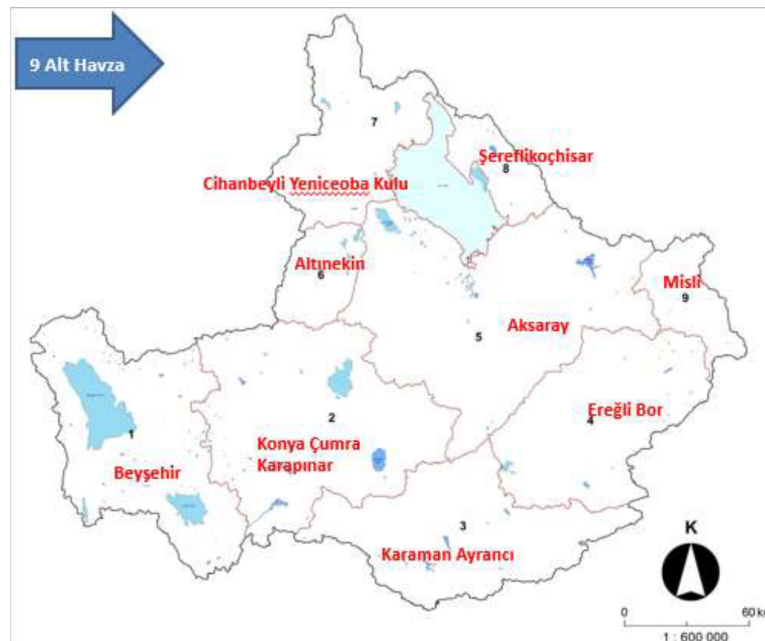 9 Alt Havza
7
Şereflikoçhisar
8
Cihanbeyli Yeniceoba Kulu
Altınekin
6
Misli
9
5
Aksaray
Ereğli Bor
4
2
1
Konya Çumra
Karapınar
Beyşehir
3
Karaman Ayrancı
K
0
60 km
1 : 600 000